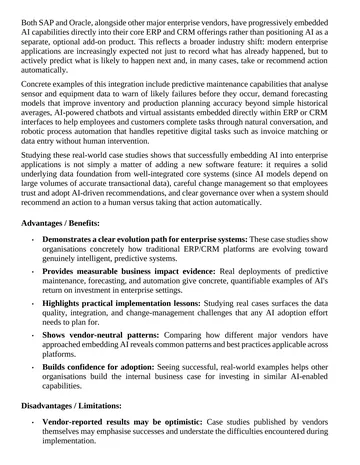 Both SAP and Oracle, alongside other major enterprise vendors, have progressively embedded
AI capabilities directly into their core ERP and CRM offerings rather than positioning AI as a
separate, optional add-on product. This reflects a broader industry shift: modern enterprise
applications are increasingly expected not just to record what has already happened, but to
actively predict what is likely to happen next and, in many cases, take or recommend action
automatically.
Concrete examples of this integration include predictive maintenance capabilities that analyse
sensor and equipment data to warn of likely failures before they occur, demand forecasting
models that improve inventory and production planning accuracy beyond simple historical
averages, AI-powered chatbots and virtual assistants embedded directly within ERP or CRM
interfaces to help employees and customers complete tasks through natural conversation, and
robotic process automation that handles repetitive digital tasks such as invoice matching or
data entry without human intervention.
Studying these real-world case studies shows that successfully embedding AI into enterprise
applications is not simply a matter of adding a new software feature: it requires a solid
underlying data foundation from well-integrated core systems (since AI models depend on
large volumes of accurate transactional data), careful change management so that employees
trust and adopt AI-driven recommendations, and clear governance over when a system should
recommend an action to a human versus taking that action automatically.
Advantages / Benefits:
• Demonstrates a clear evolution path for enterprise systems: These case studies show
organisations concretely how traditional ERP/CRM platforms are evolving toward
genuinely intelligent, predictive systems.
• Provides measurable business impact evidence: Real deployments of predictive
maintenance, forecasting, and automation give concrete, quantifiable examples of AI's
return on investment in enterprise settings.
• Highlights practical implementation lessons: Studying real cases surfaces the data
quality, integration, and change-management challenges that any AI adoption effort
needs to plan for.
• Shows vendor-neutral patterns: Comparing how different major vendors have
approached embedding AI reveals common patterns and best practices applicable across
platforms.
• Builds confidence for adoption: Seeing successful, real-world examples helps other
organisations build the internal business case for investing in similar AI-enabled
capabilities.
Disadvantages / Limitations:
• Vendor-reported results may be optimistic: Case studies published by vendors
themselves may emphasise successes and understate the difficulties encountered during
implementation.